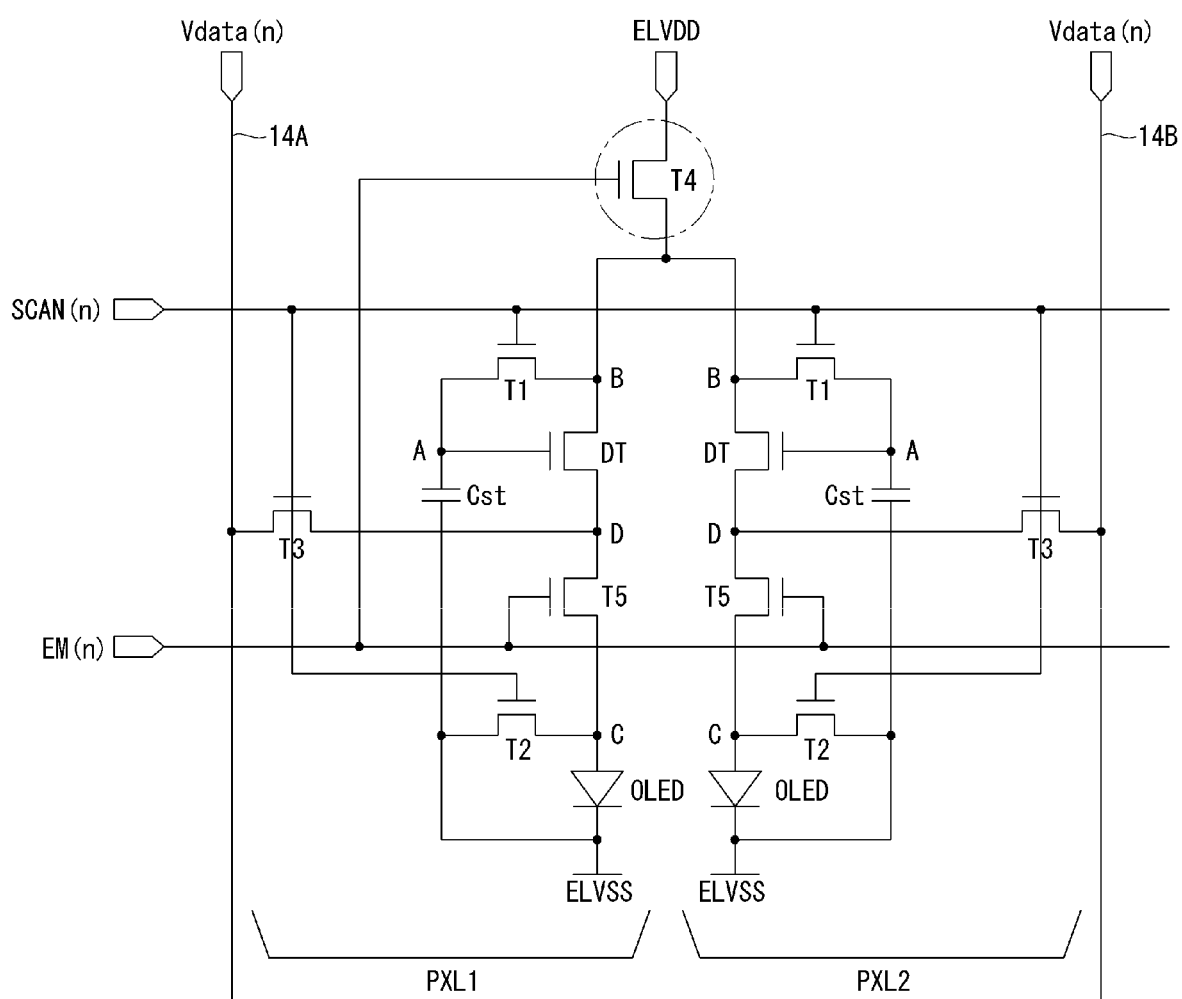 Vdata(n) ELVDD Vdata(n)
14A 14B
T4
SCAN(n)
T1 B B T1
A DT DT A
Cst Cst
T3 D D T3
T5 T5
EM(n)
T2 C C T2
OLED OLED
ELVSS ELVSS
PXL1 PXL2